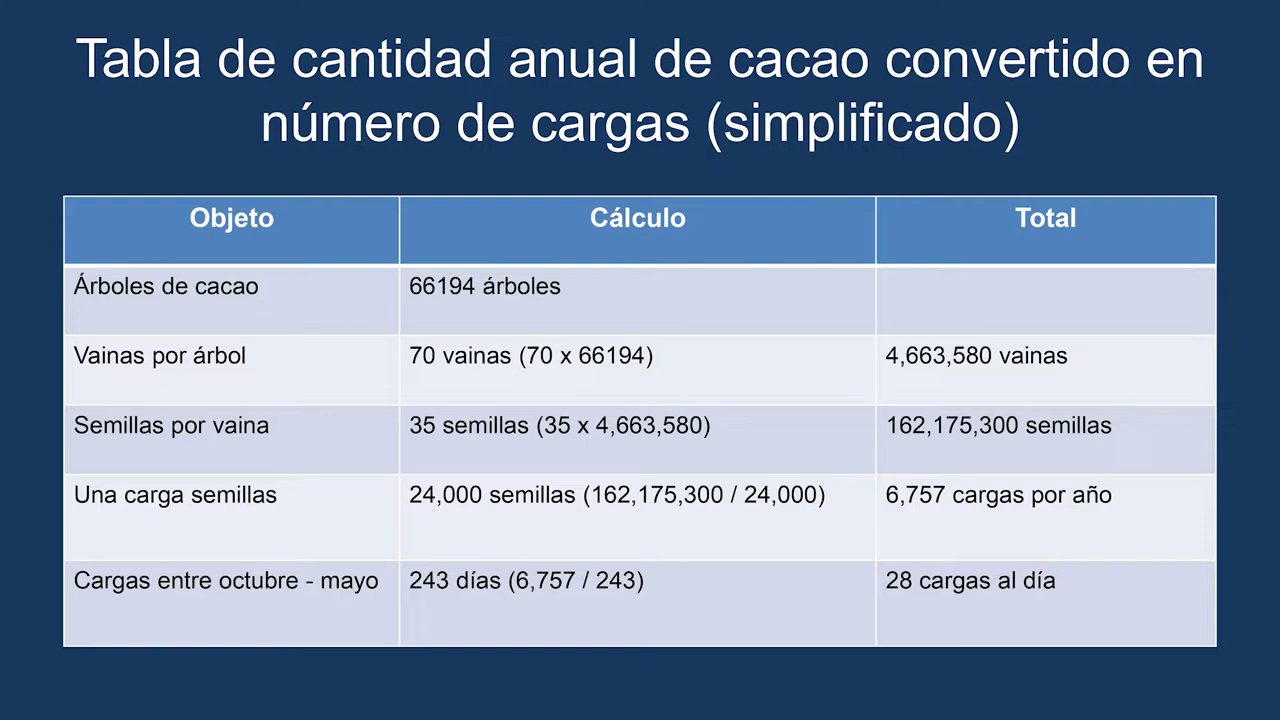 Tabla de cantidad anual de cacao convertido en
número de cargas (simplificado)
Objeto Cálculo Total
Árboles de cacao 66194 árboles
Vainas por árbol 70 vainas (70 x 66194) 4,663,580 vainas
Semillas por vaina 35 semillas (35 x 4,663,580) 162,175,300 semillas
Una carga semillas 24,000 semillas (162,175,300 / 24,000) 6,757 cargas por año
Cargas entre octubre - mayo 243 días (6,757 / 243) 28 cargas al día